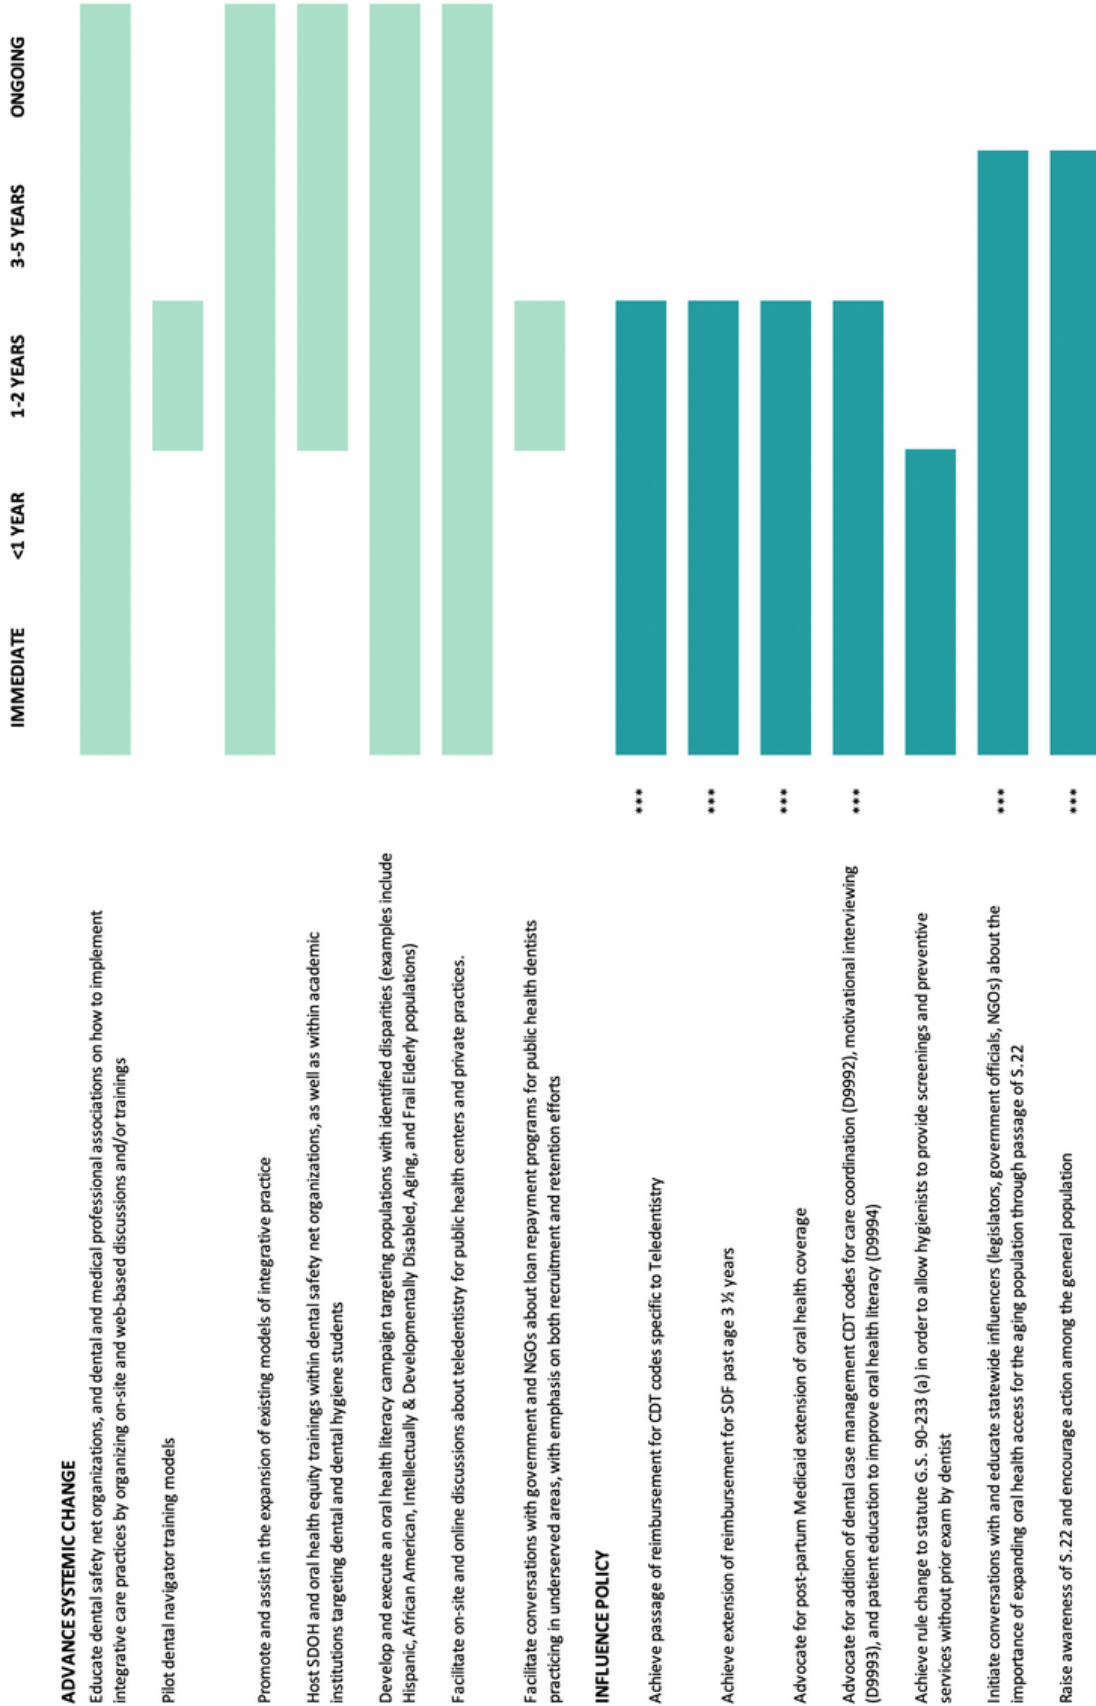 IMMEDIATE <1 YEAR 1-2 YEARS 3-5 YEARS ONGOING
ADVANCE SYSTEMIC CHANGE
Educate dental safety net organizations, and dental and medical professional associations on how to implement
integrative care practices by organizing on-site and web-based discussions and/or trainings
Pilot dental navigator training models
Promote and assist in the expansion of existing models of integrative practice
Host SDOH and oral health equity trainings within dental safety net organizations, as well as within academic
institutions targeting dental and dental hygiene students
Develop and execute an oral health literacy campaign targeting populations with identified disparities (examples include
Hispanic, African American, Intellectually & Developmentally Disabled, Aging, and Frail Elderly populations)
Facilitate on-site and online discussions about teledentistry for public health centers and private practices.
Facilitate conversations with government and NGOs about loan repayment programs for public health dentists
practicing in underserved areas, with emphasis on both recruitment and retention efforts
INFLUENCE POLICY
Achieve passage of reimbursement for CDT codes specific to Teledentistry ***
Achieve extension of reimbursement for SDF past age 3 ½ years ***
Advocate for post-partum Medicaid extension of oral health coverage ***
Advocate for addition of dental case management CDT codes for care coordination (D9992), motivational interviewing
(D9993), and patient education to improve oral health literacy (D9994) ***
Achieve rule change to statute G.S. 90-233 (a) in order to allow hygienists to provide screenings and preventive
services without prior exam by dentist
Initiate conversations with and educate statewide influencers (legislators, government officials, NGOs) about the
importance of expanding oral health access for the aging population through passage of S.22 ***
Raise awareness of S.22 and encourage action among the general population ***